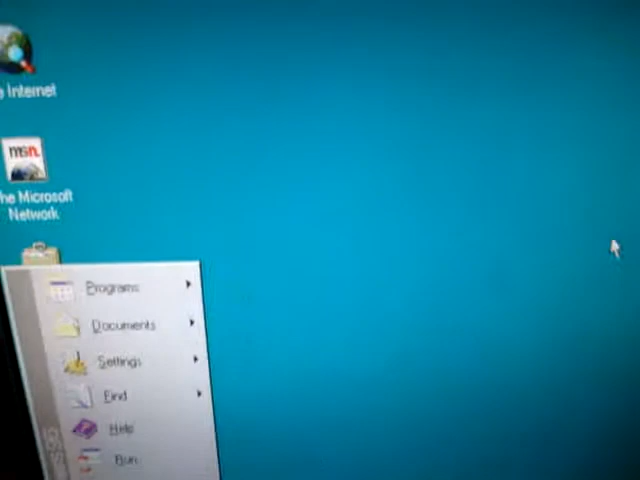 e Internet
msn.
he Microsoft
Network
Programs
Documents
Settings
Find
Help
Run